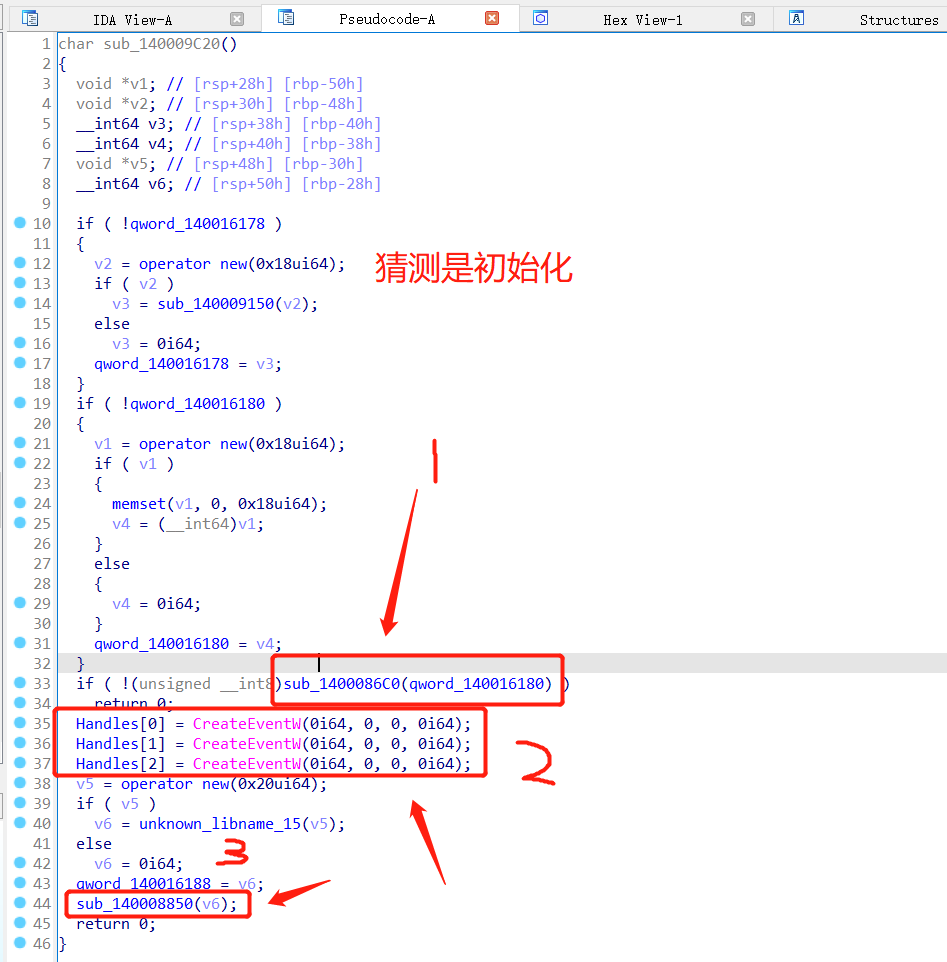 IDA View-A Pseudocode-A Hex View-1 Structures
1 char sub_140009C20()
2 {
3 void *v1; // [rsp+28h] [rbp-50h]
4 void *v2; // [rsp+30h] [rbp-48h]
5 __int64 v3; // [rsp+38h] [rbp-40h]
6 __int64 v4; // [rsp+40h] [rbp-38h]
7 void *v5; // [rsp+48h] [rbp-30h]
8 __int64 v6; // [rsp+50h] [rbp-28h]
9
10 if ( !qword_140016178 )
11 {
猜测是初始化
12 v2 = operator new(0x18ui64);
13 if ( v2 )
14 v3 = sub_140009150(v2);
15 else
16 v3 = 0i64;
17 qword_140016178 = v3;
18 }
19 if ( !qword_140016180 )
20 {
21 v1 = operator new(0x18ui64);
1
22 if ( v1 )
23 {
24 memset(v1, 0, 0x18ui64);
25 v4 = (__int64)v1;
26 }
27 else
28 {
29 v4 = 0i64;
30 }
31 qword_140016180 = v4;
32 }
33 if ( !(unsigned __int8)sub_1400086C0(qword_140016180) )
34 return 0;
35 Handles[0] = CreateEventW(0i64, 0, 0, 0i64);
36 Handles[1] = CreateEventW(0i64, 0, 0, 0i64);
37 Handles[2] = CreateEventW(0i64, 0, 0, 0i64);
2
38 v5 = operator new(0x20ui64);
39 if ( v5 )
40 v6 = unknown_libname_15(v5);
41 else
3
42 v6 = 0i64;
43 qword_140016188 = v6;
44 sub_140008850(v6);
45 return 0;
46 }